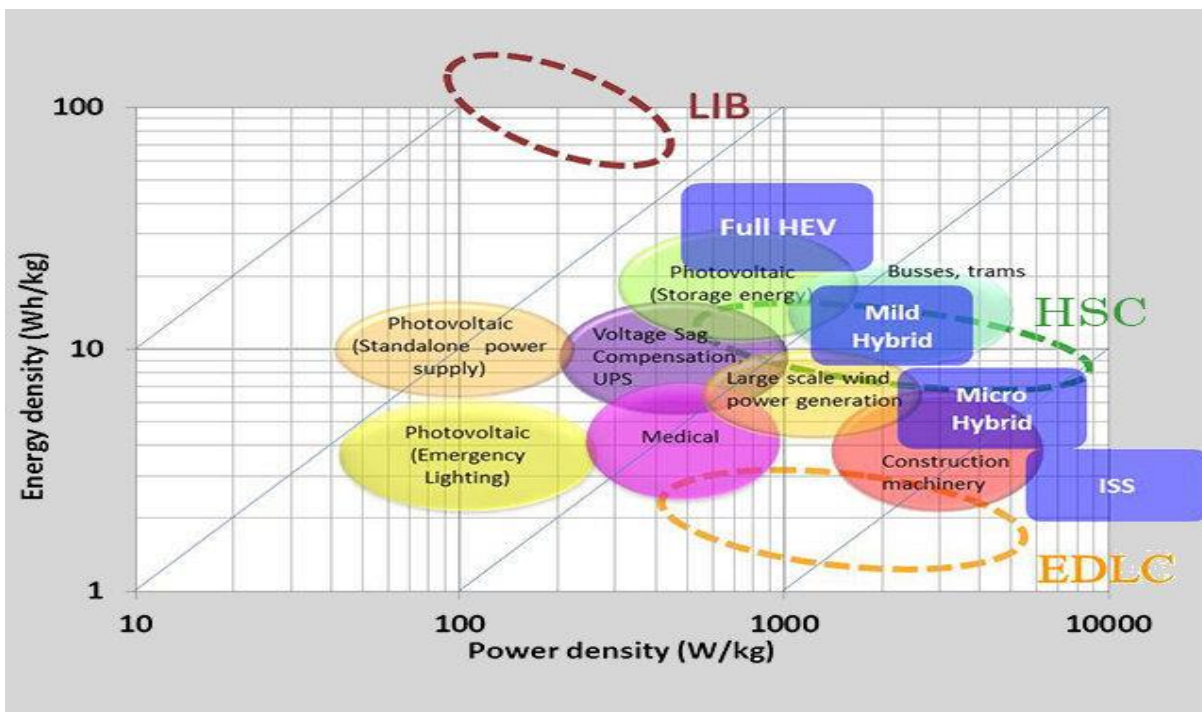 LIB
100
Full HEV
Photovoltaic
(Storage energy)
Busses, trams
HSC
Mild
Hybrid
Photovoltaic
(Standalone power
supply)
Voltage Sag
Compensation,
UPS
10
Large scale wind
power generation
Micro
Hybrid
Photovoltaic
(Emergency
Lighting)
Medical
Construction
machinery
ISS
EDLC
1
Energy density (Wh/kg)
10
100
1000
10000
Power density (W/kg)